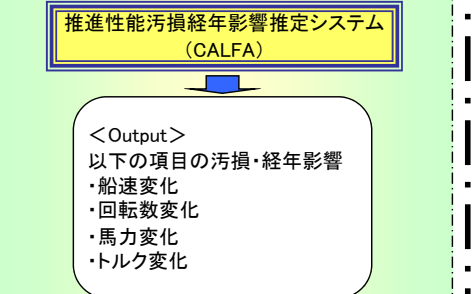 推進性能汚損経年影響推定システム
（CALFA）
＜Output＞
以下の項目の汚損・経年影響
・船速変化
・回転数変化
・馬力変化
・トルク変化